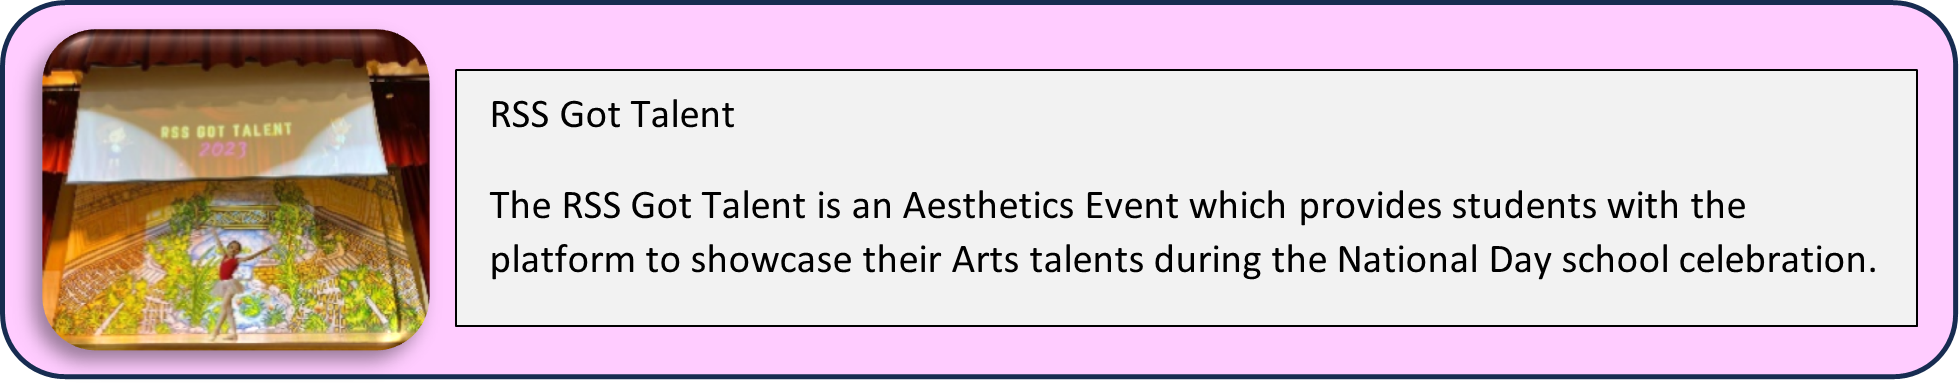 RSS GOT TALENT
2023
RSS Got Talent
The RSS Got Talent is an Aesthetics Event which provides students with the
platform to showcase their Arts talents during the National Day school celebration.